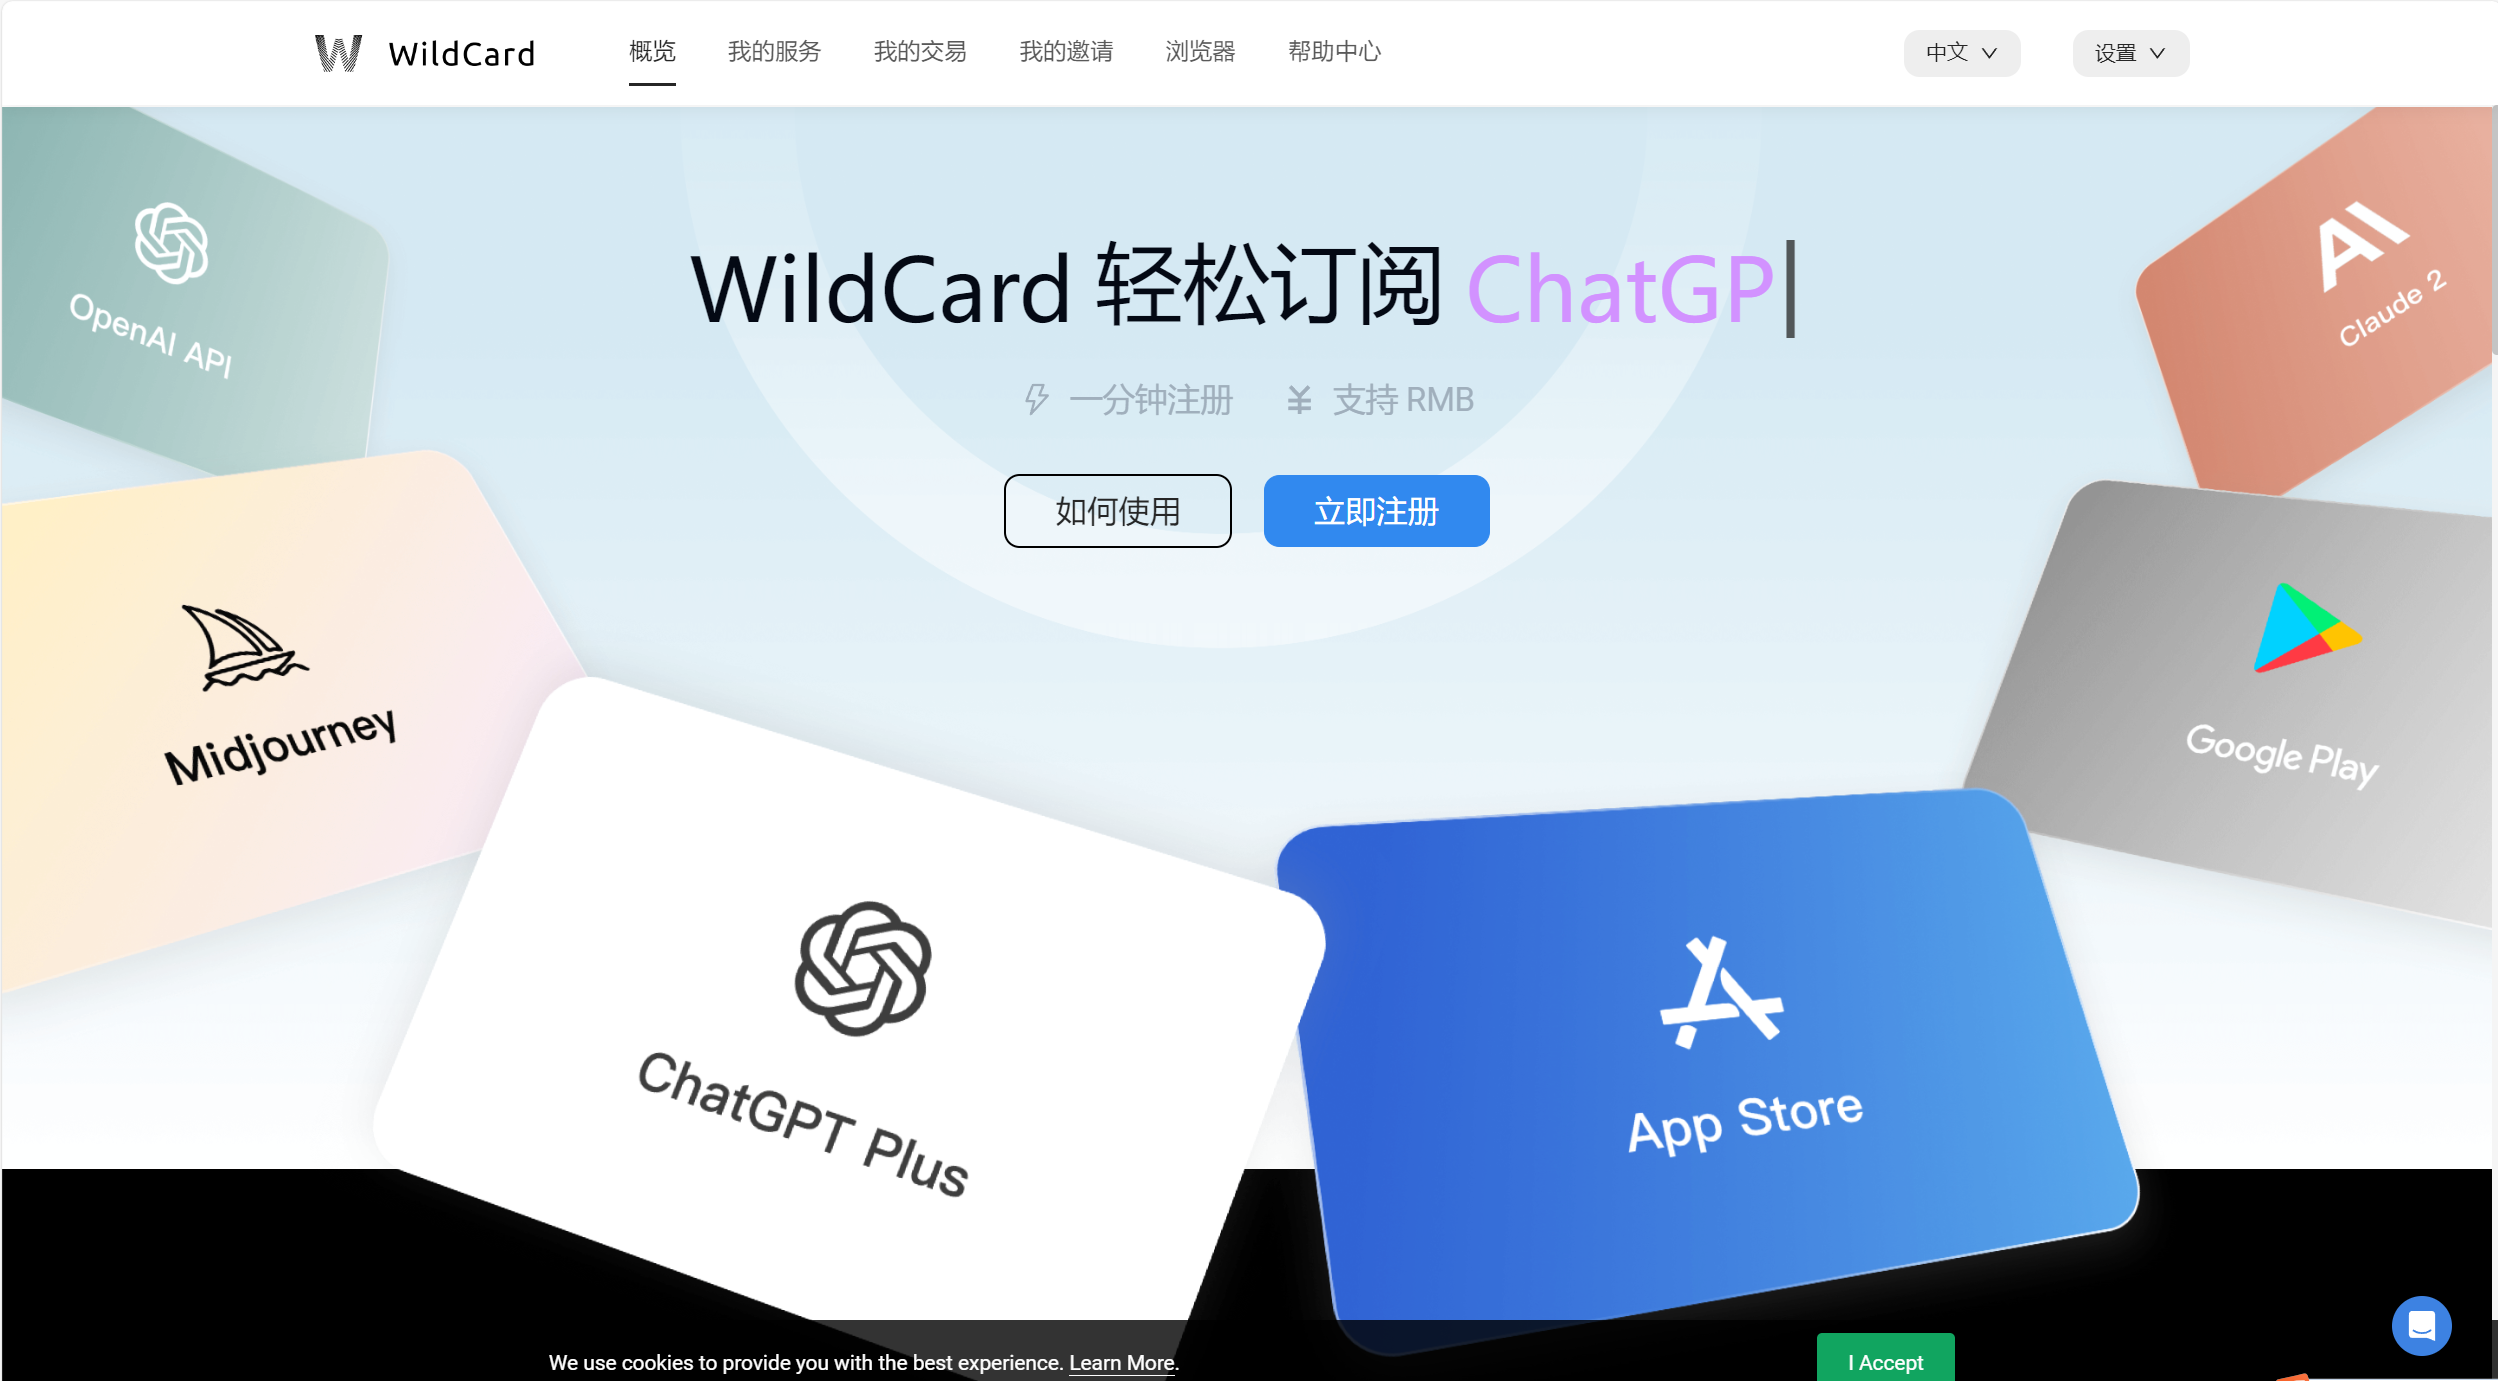 WildCard
概览 我的服务 我的交易 我的邀请 浏览器 帮助中心
中文 设置
WildCard 轻松订阅 ChatGP
一分钟注册 支持 RMB
如何使用 立即注册
OpenAI API
AI
Claude 2
Midjourney
Google Play
ChatGPT Plus
App Store
We use cookies to provide you with the best experience. Learn More.
I Accept